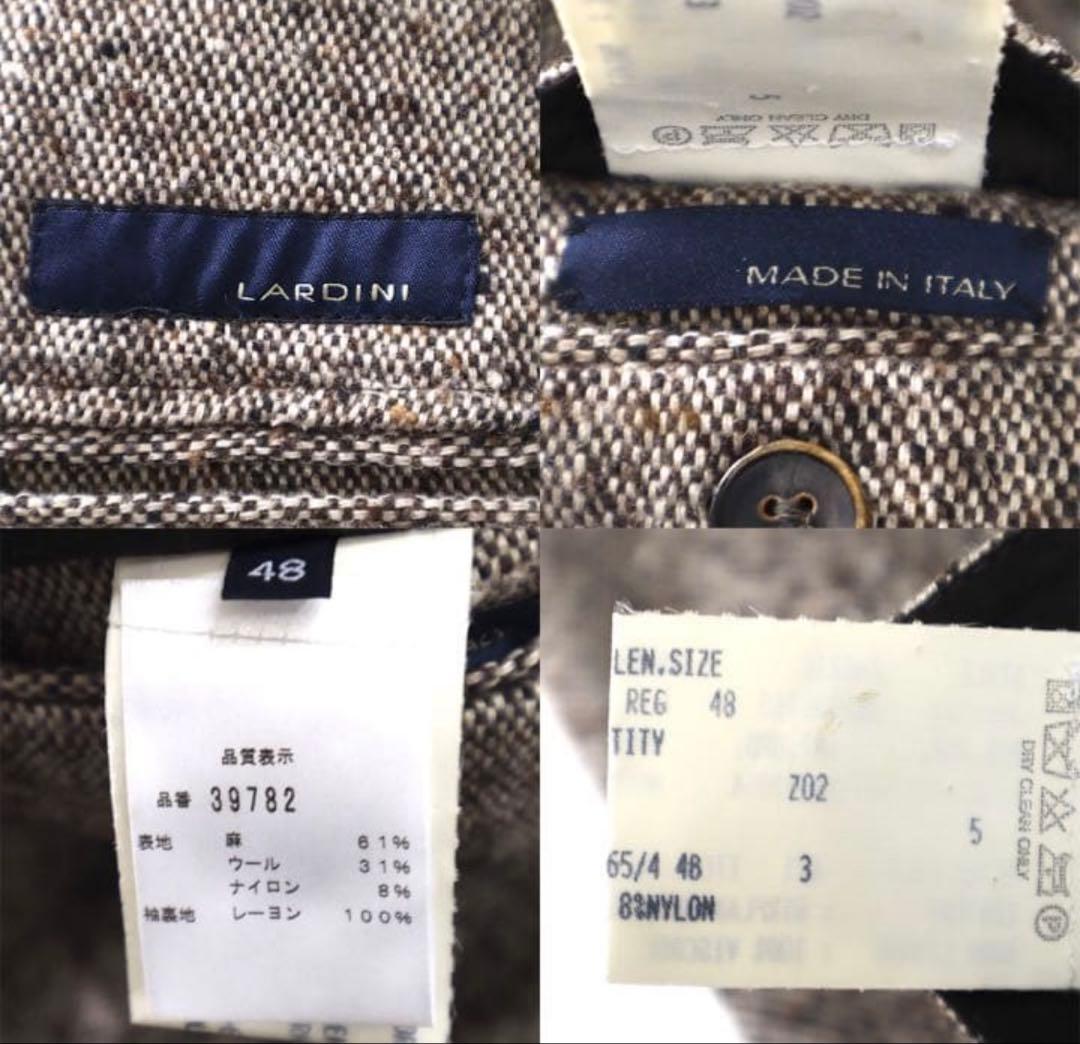 LARDINI
DRY CLEAN ONLY
MADE IN ITALY
48
品質表示
品番 39782
表地 麻 61%
ウール 31%
ナイロン 8%
袖裏地 レーヨン 100%
LEN.SIZE
REG 48
TITY
Z02
5
65/4 48 3
8%NYLON
DRY CLEAN ONLY
P